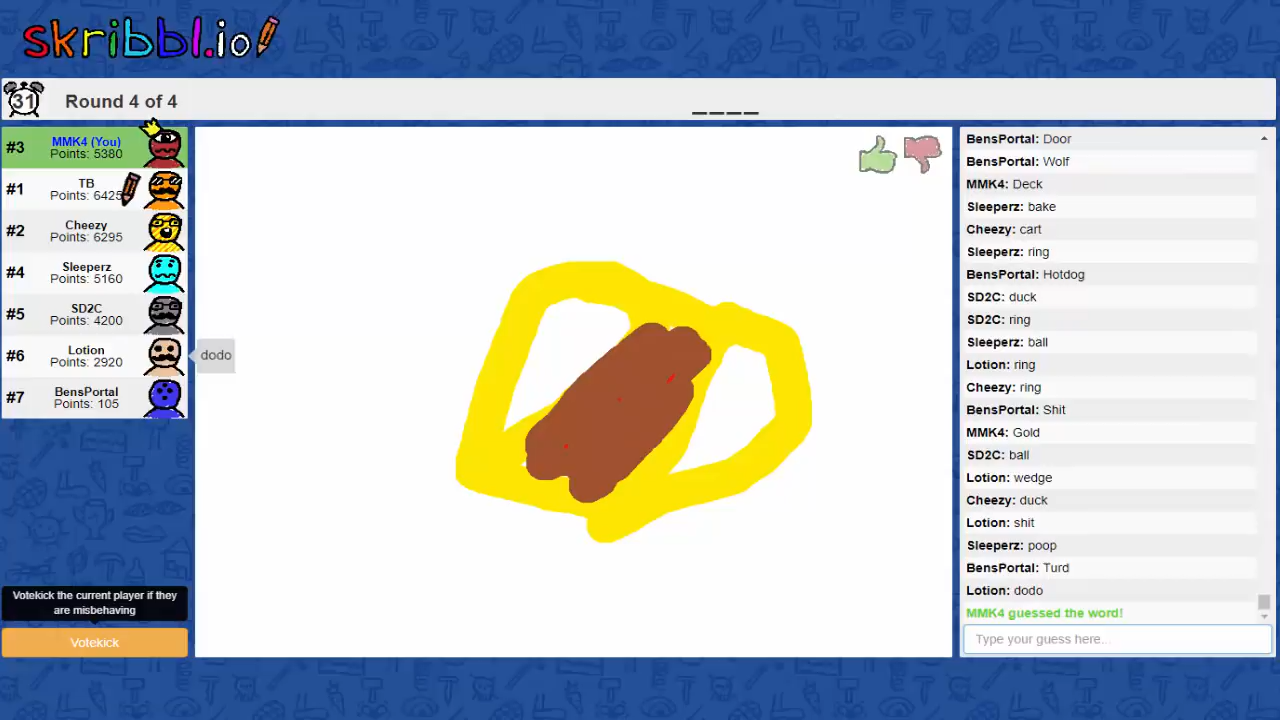 skribbl.io
31
Round 4 of 4
____
#3
MMK4 (You)
Points: 5380
#1
TB
Points: 6425
#2
Cheezy
Points: 6295
#4
Sleeperz
Points: 5160
#5
SD2C
Points: 4200
#6
Lotion
Points: 2920
dodo
#7
BensPortal
Points: 105
Votekick the current player if they
are misbehaving
Votekick
BensPortal: Door
BensPortal: Wolf
MMK4: Deck
Sleeperz: bake
Cheezy: cart
Sleeperz: ring
BensPortal: Hotdog
SD2C: duck
SD2C: ring
Sleeperz: ball
Lotion: ring
Cheezy: ring
BensPortal: Shit
MMK4: Gold
SD2C: ball
Lotion: wedge
Cheezy: duck
Lotion: shit
Sleeperz: poop
BensPortal: Turd
Lotion: dodo
MMK4 guessed the word!
Type your guess here...